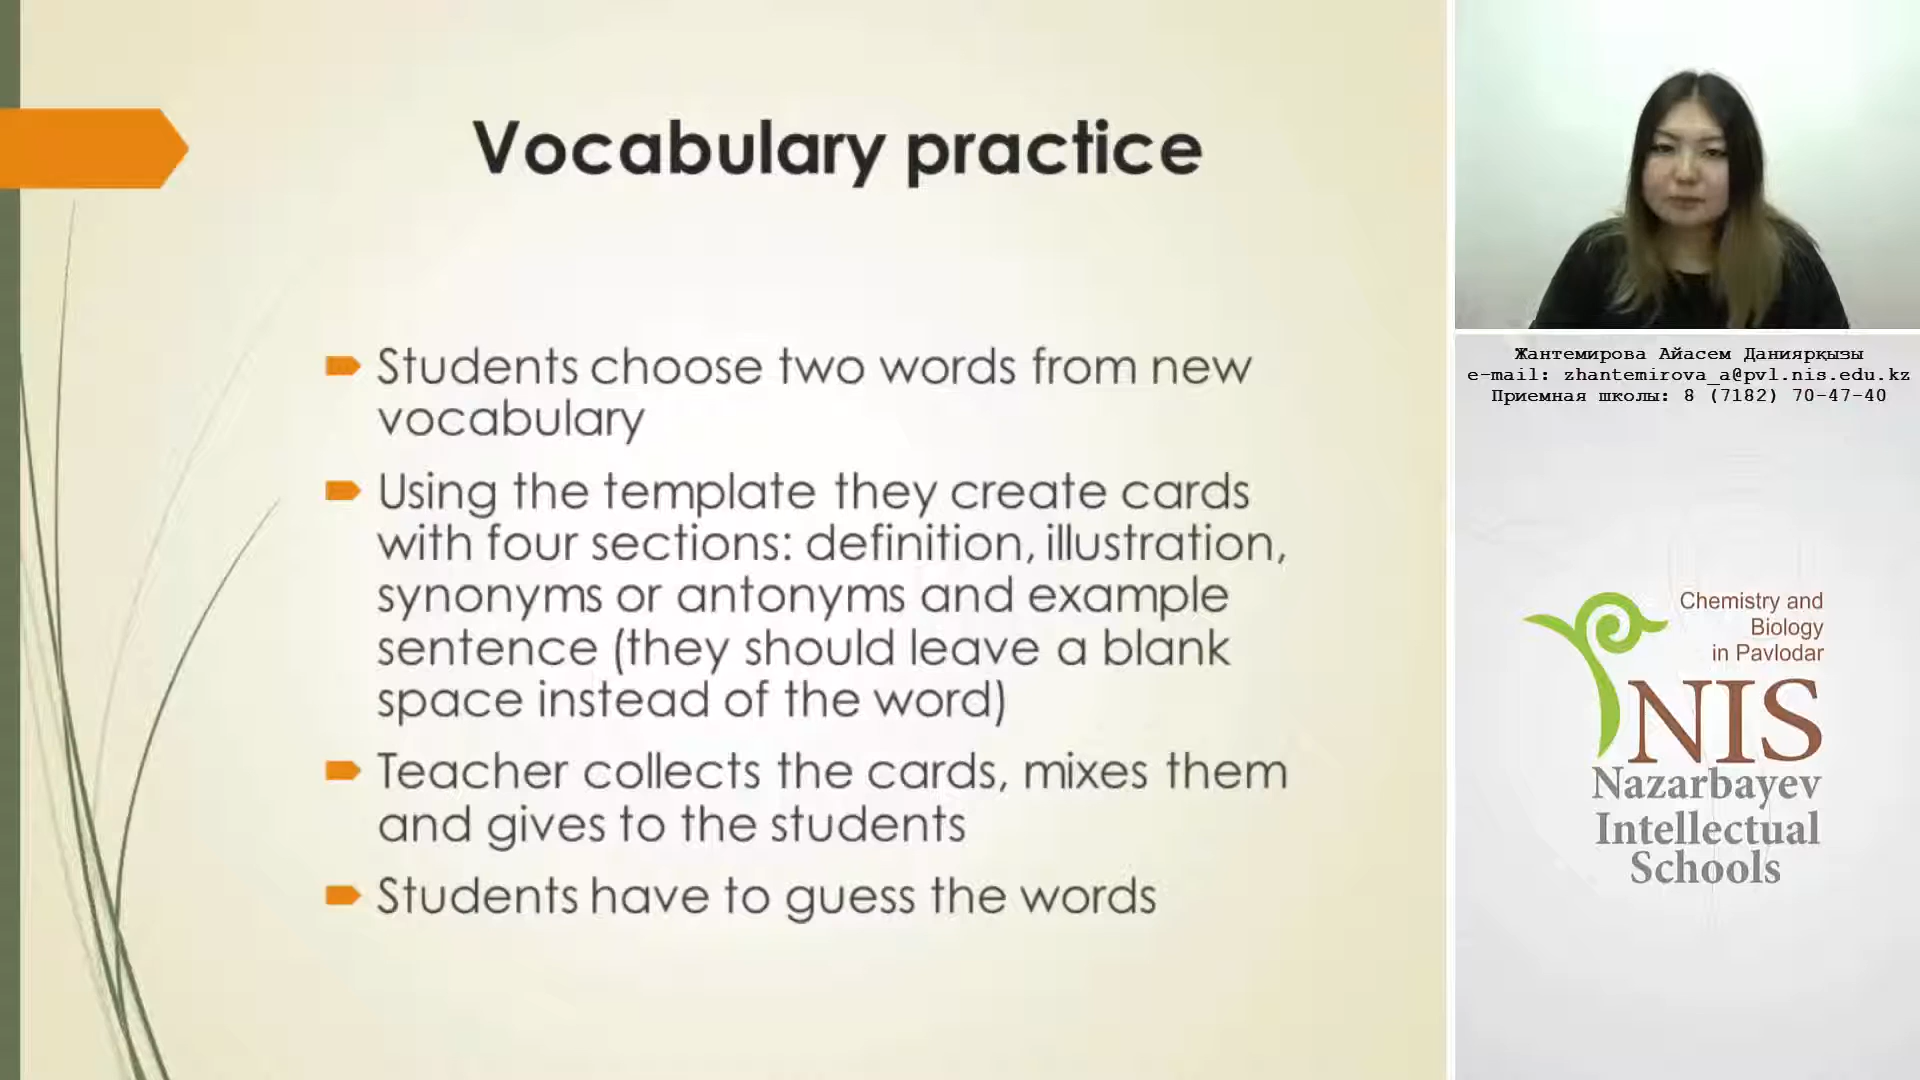 Vocabulary practice
Students choose two words from new
vocabulary
Using the template they create cards
with four sections: definition, illustration,
synonyms or antonyms and example
sentence (they should leave a blank
space instead of the word)
Teacher collects the cards, mixes them
and gives to the students
Students have to guess the words
Жантемирова Айасем Даниярқызы
e-mail: zhantemirova_a@pvl.nis.edu.kz
Приемная школы: 8 (7182) 70-47-40
Chemistry and
Biology
in Pavlodar
NIS
Nazarbayev
Intellectual
Schools